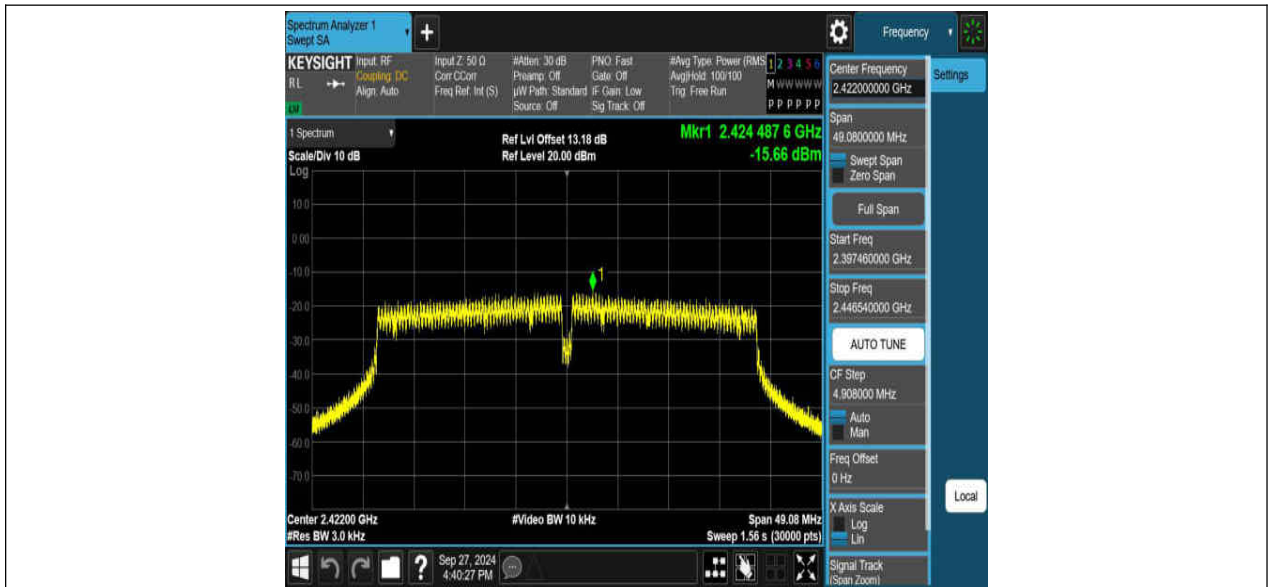 Spectrum Analyzer 1
Swept SA
+
Frequency
KEYSIGHT
RL
LXI
Input: RF
Coupling: DC
Align: Auto
Input Z: 50 Ω
Corr CCorr
Freq Ref: Int (S)
#Atten: 30 dB
Preamp: Off
µW Path: Standard
Source: Off
PNO: Fast
Gate: Off
IF Gain: Low
Sig Track: Off
#Avg Type: Power (RMS
Avg|Hold: 100/100
Trig: Free Run
1 2 3 4 5 6
M W W W W W
P P P P P P
1 Spectrum
Scale/Div 10 dB
Log
Ref Lvl Offset 13.18 dB
Ref Level 20.00 dBm
Mkr1 2.424 487 6 GHz
-15.66 dBm
10.0
0.00
-10.0
-20.0
-30.0
-40.0
-50.0
-60.0
-70.0
1
Center 2.42200 GHz
#Res BW 3.0 kHz
#Video BW 10 kHz
Span 49.08 MHz
Sweep 1.56 s (30000 pts)
Sep 27, 2024
4:40:27 PM
?
Center Frequency
2.422000000 GHz
Settings
Span
49.0800000 MHz
Swept Span
Zero Span
Full Span
Start Freq
2.397460000 GHz
Stop Freq
2.446540000 GHz
AUTO TUNE
CF Step
4.908000 MHz
Auto
Man
Freq Offset
0 Hz
Local
X Axis Scale
Log
Lin
Signal Track
(Span Zoom)